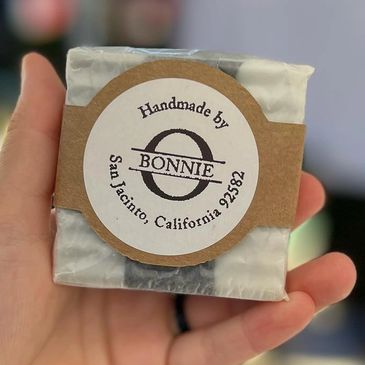 Handmade by
O
BONNIE
San Jacinto, California 92582